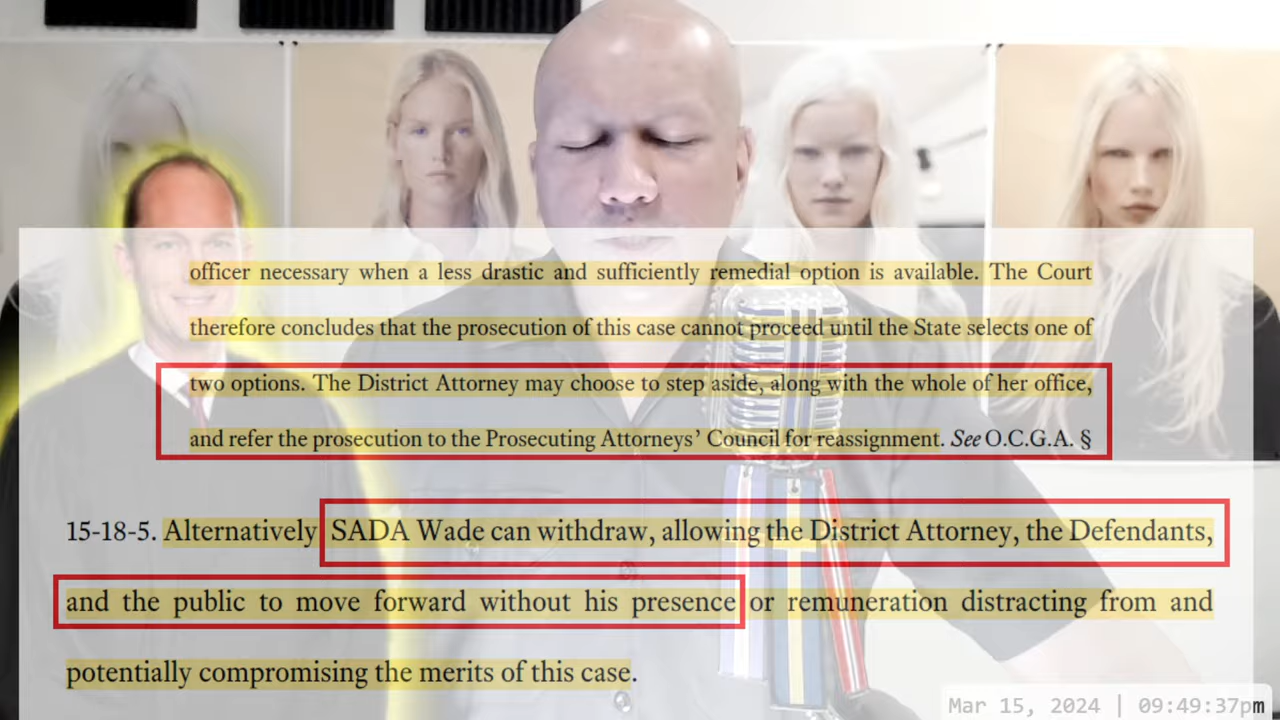 officer necessary when a less drastic and sufficiently remedial option is available. The Court
therefore concludes that the prosecution of this case cannot proceed until the State selects one of
two options. The District Attorney may choose to step aside, along with the whole of her office,
and refer the prosecution to the Prosecuting Attorneys’ Council for reassignment. See O.C.G.A. §
15-18-5. Alternatively SADA Wade can withdraw, allowing the District Attorney, the Defendants,
and the public to move forward without his presence or remuneration distracting from and
potentially compromising the merits of this case.
Mar 15, 2024 | 09:49:37pm